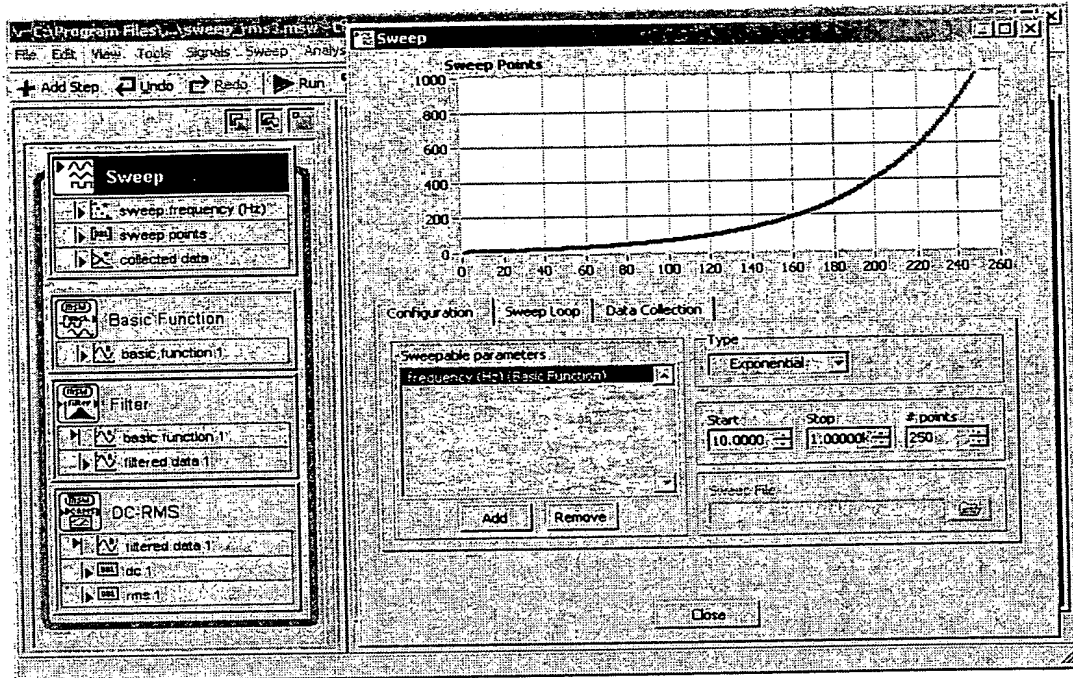 C:\Program Files\...\sweep_rms3.msw
File Edit View Tools Signals Sweep Analys
Add Step Undo Redo Run
Sweep
sweep frequency (Hz)
sweep points
collected data
Basic Function
basic function 1
Filter
basic function 1
filtered data 1
DC-RMS
filtered data 1
dc 1
rms 1
Sweep
Sweep Points
1000
800
600
400
200
0
0 20 40 60 80 100 120 140 160 180 200 220 240 260
Configuration Sweep Loop Data Collection
Sweepable parameters
frequency (Hz) (Basic Function)
Add Remove
Type
Exponential
Start Stop # points
10.0000 1.00000k 250
Sweep File
Close